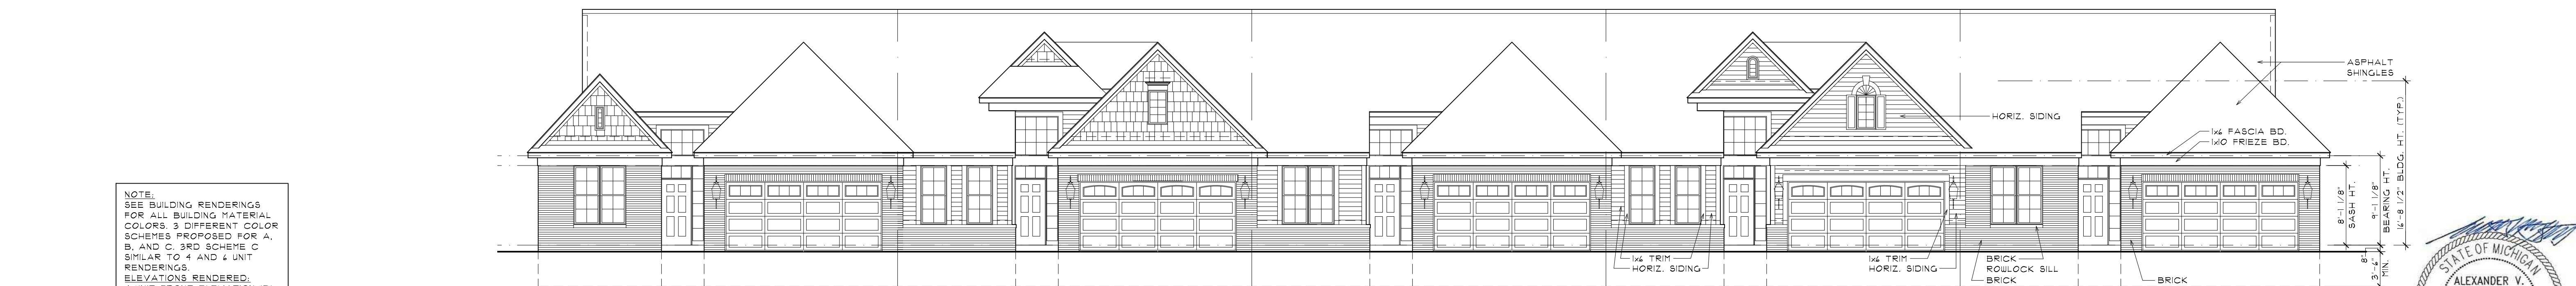 NOTE:
SEE BUILDING RENDERINGS
FOR ALL BUILDING MATERIAL
COLORS. 3 DIFFERENT COLOR
SCHEMES PROPOSED FOR A,
B, AND C. 3RD SCHEME C
SIMILAR TO 4 AND 6 UNIT
RENDERINGS.
ELEVATIONS RENDERED:
1x6 TRIM
HORIZ. SIDING
1x6 TRIM
HORIZ. SIDING
HORIZ. SIDING
BRICK
ROWLOCK SILL
BRICK
BRICK
ASPHALT
SHINGLES
1x6 FASCIA BD.
1x10 FRIEZE BD.
8'-1 1/8"
SASH HT.
9'-1 1/8"
BEARING HT.
16'-8 1/2" BLDG. HT. (TYP.)
8"
3'-6"
MIN.
STATE OF MICHIGAN
ALEXANDER V.